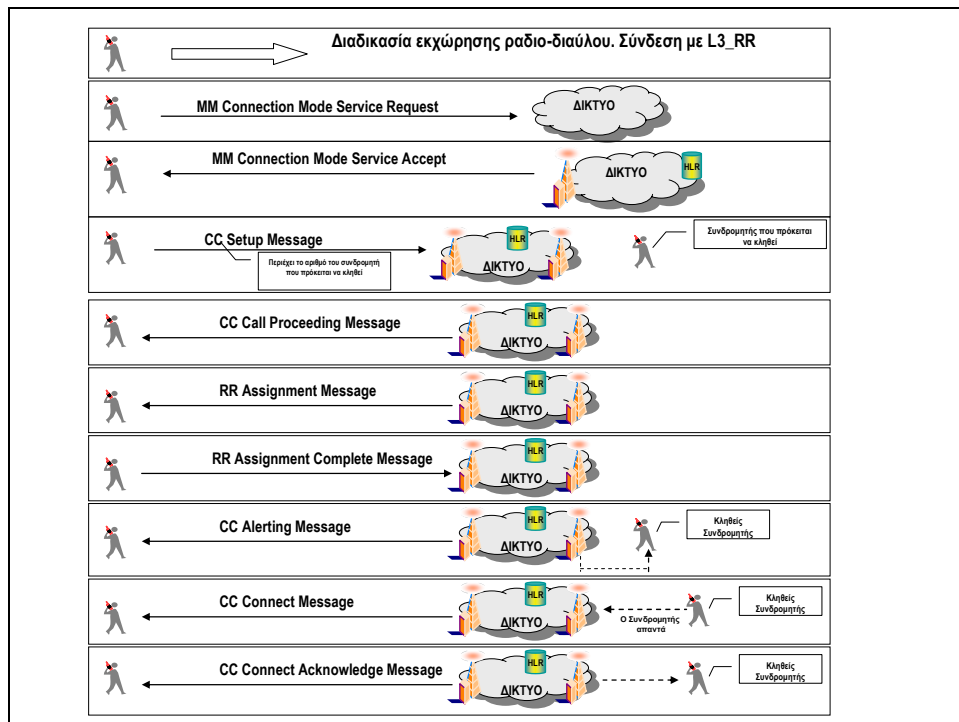 Διαδικασία εκχώρησης ραδιο-διαύλου. Σύνδεση με L3_RR
MM Connection Mode Service Request
ΔΙΚΤΥΟ
MM Connection Mode Service Accept
ΔΙΚΤΥΟ
HLR
CC Setup Message
Περιέχει το αριθμό του συνδρομητή
που πρόκειται να κληθεί
HLR
ΔΙΚΤΥΟ
Συνδρομητής που πρόκειται
να κληθεί
CC Call Proceeding Message
HLR
ΔΙΚΤΥΟ
RR Assignment Message
HLR
ΔΙΚΤΥΟ
RR Assignment Complete Message
HLR
ΔΙΚΤΥΟ
CC Alerting Message
HLR
ΔΙΚΤΥΟ
Κληθείς
Συνδρομητής
CC Connect Message
HLR
ΔΙΚΤΥΟ
Ο Συνδρομητής
απαντά
Κληθείς
Συνδρομητής
CC Connect Acknowledge Message
HLR
ΔΙΚΤΥΟ
Κληθείς
Συνδρομητής